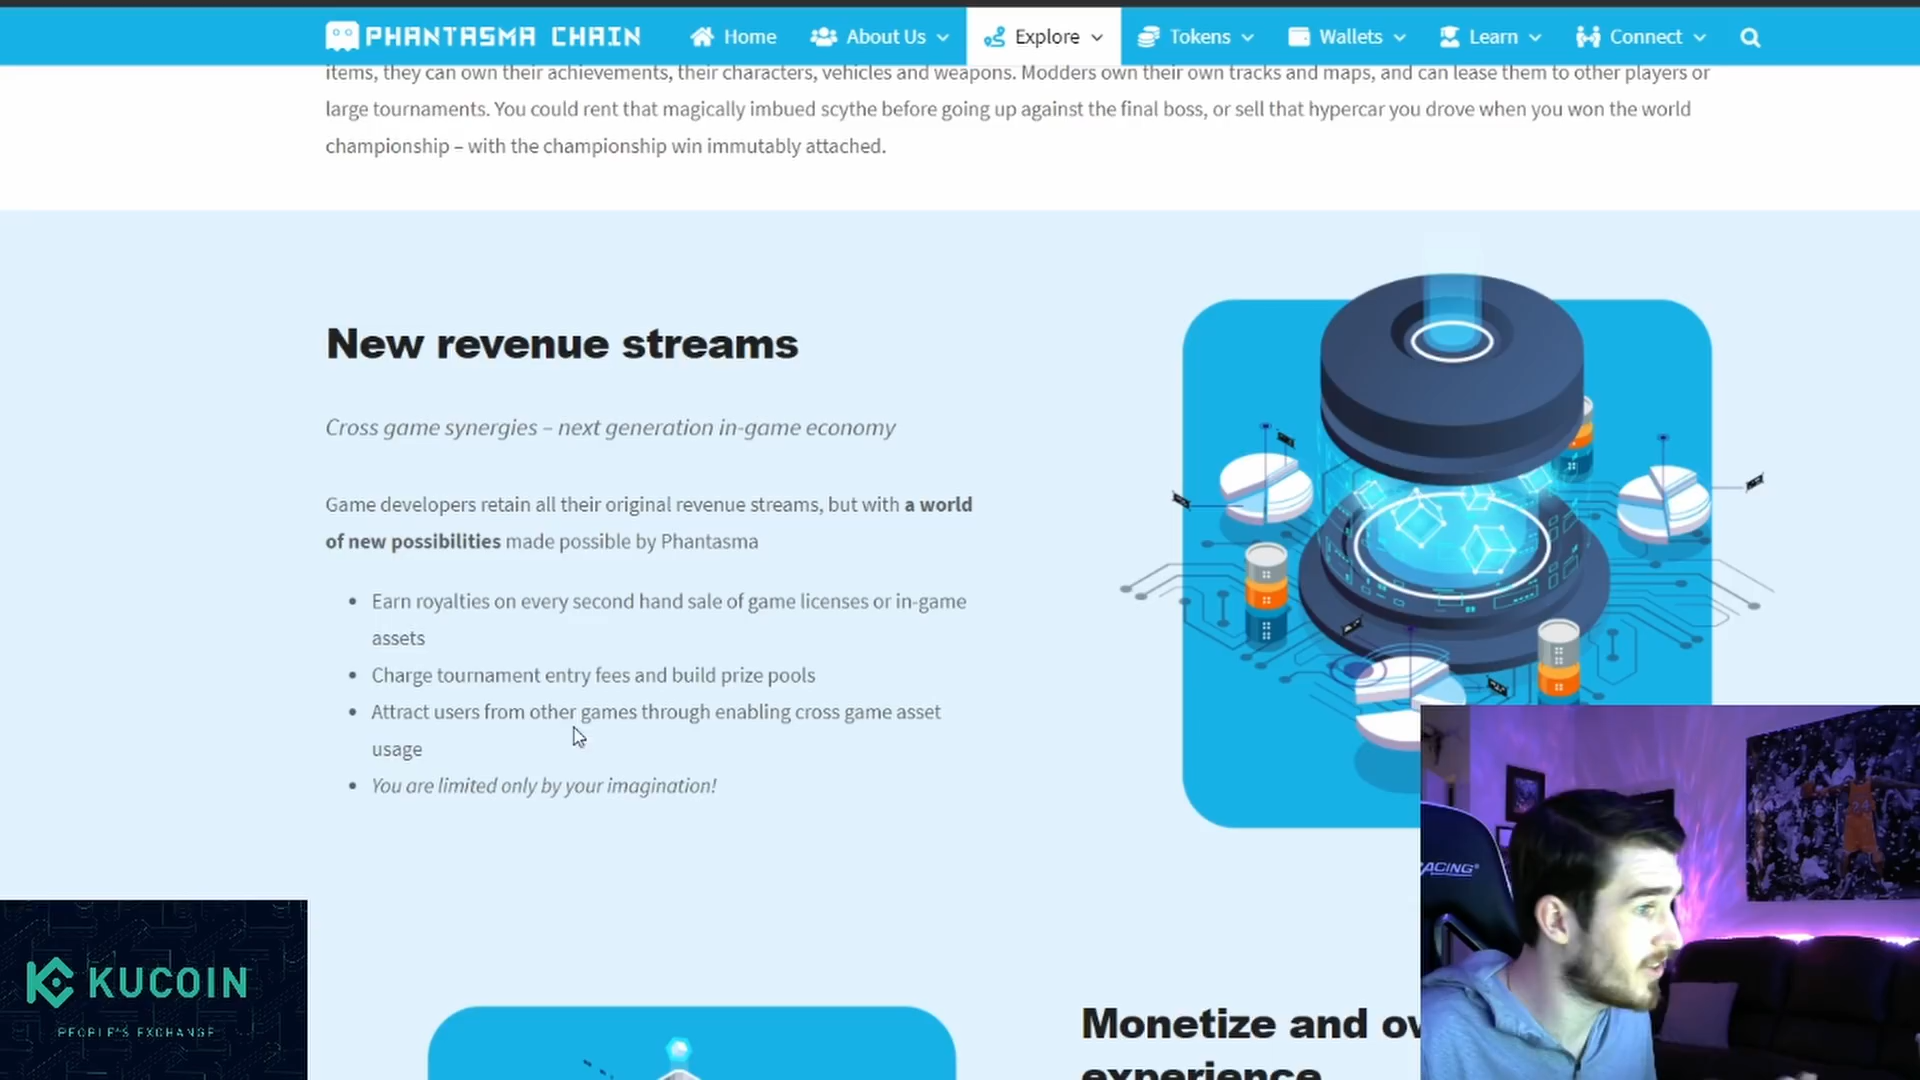 PHANTASMA CHAIN Home About Us Explore Tokens Wallets Learn Connect
items, they can own their achievements, their characters, vehicles and weapons. Modders own their own tracks and maps, and can lease them to other players or
large tournaments. You could rent that magically imbued scythe before going up against the final boss, or sell that hypercar you drove when you won the world
championship – with the championship win immutably attached.
New revenue streams
Cross game synergies – next generation in-game economy
Game developers retain all their original revenue streams, but with a world
of new possibilities made possible by Phantasma
• Earn royalties on every second hand sale of game licenses or in-game
assets
• Charge tournament entry fees and build prize pools
• Attract users from other games through enabling cross game asset
usage
• You are limited only by your imagination!
KUCOIN
PEOPLE'S EXCHANGE
Monetize and
experience
ACING
24